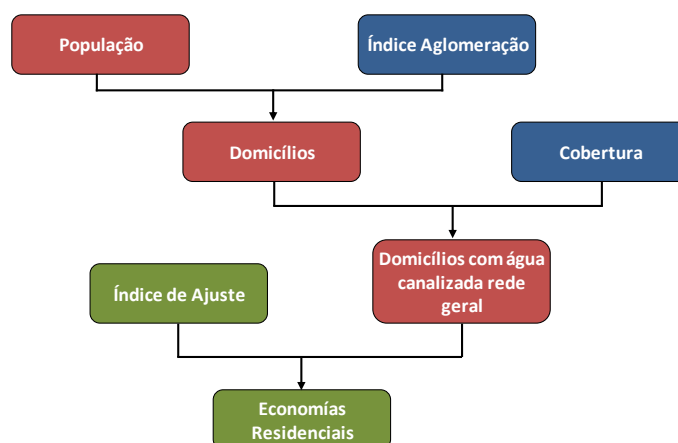 População
Índice Aglomeração
Domicílios
Cobertura
Domicílios com água
canalizada rede
geral
Índice de Ajuste
Economías
Residenciais